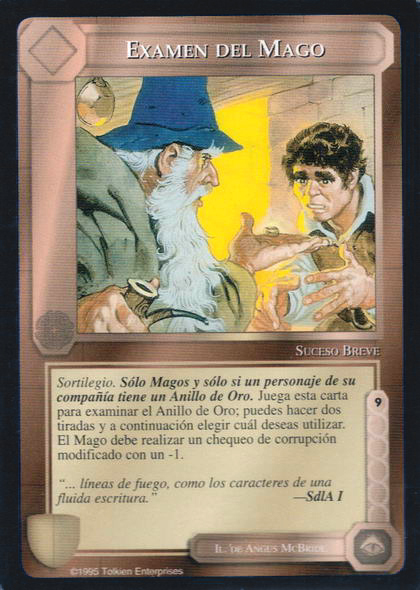 EXAMEN DEL MAGO
SUCESO BREVE
Sortilegio. Sólo Magos y sólo si un personaje de su
compañía tiene un Anillo de Oro. Juega esta carta
para examinar el Anillo de Oro; puedes hacer dos
tiradas y a continuación elegir cuál deseas utilizar.
El Mago debe realizar un chequeo de corrupción
modificado con un -1.
9
"... líneas de fuego, como los caracteres de una
fluida escritura."
—SdlA I
IL. DE ANGUS MCBRIDE
©1995 Tolkien Enterprises